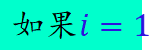 如果i = 1